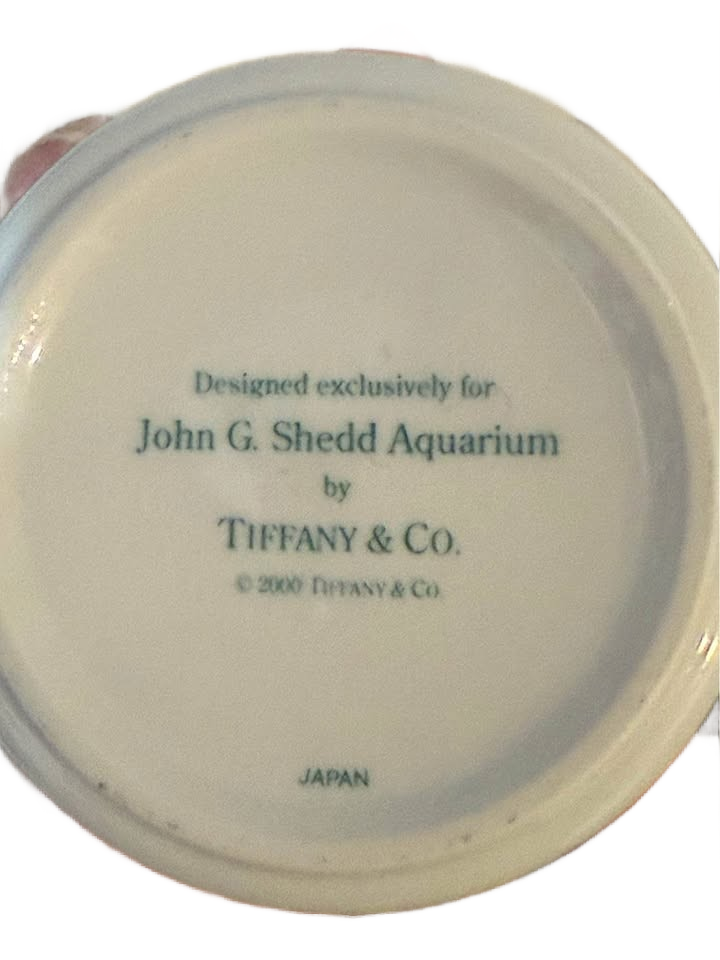 Designed exclusively for
John G. Shedd Aquarium
by
TIFFANY & CO.
© 2000 TIFFANY & CO.
JAPAN